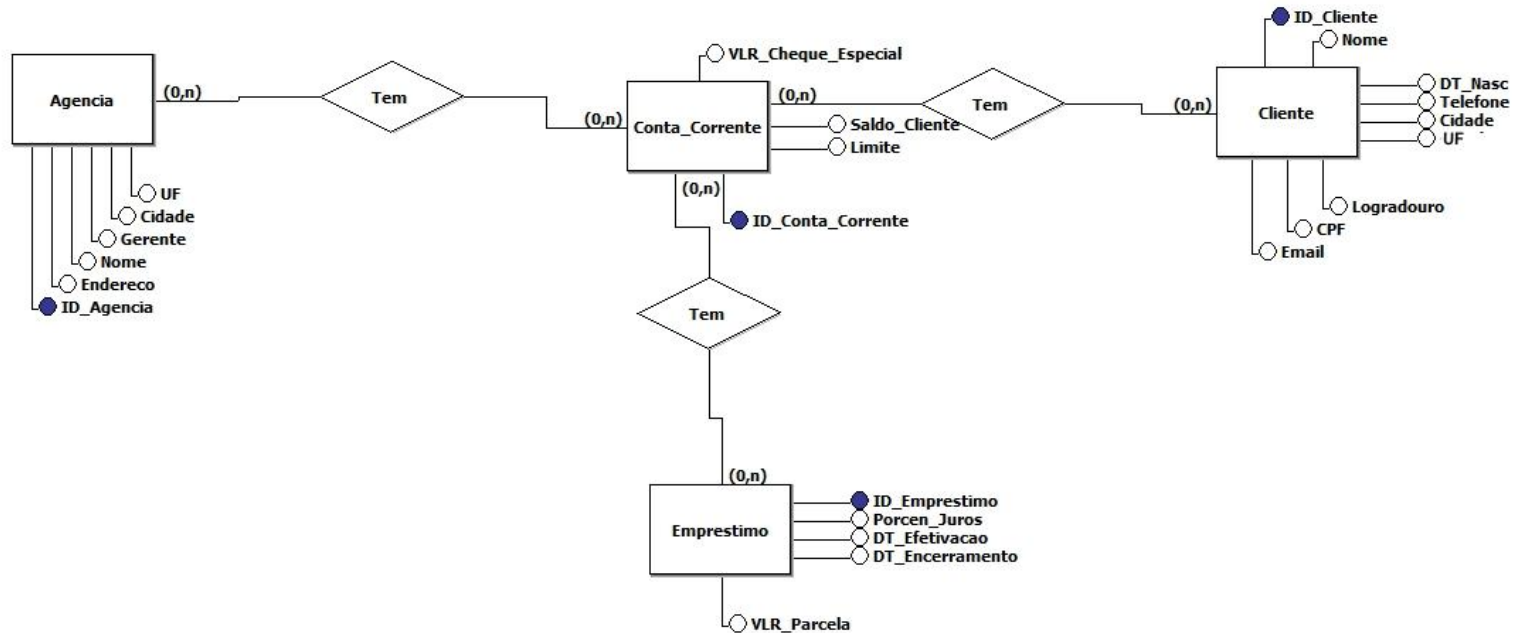 ID_Cliente
Nome
VLR_Cheque_Especial
Agencia
(0,n)
Tem
(0,n)
Conta_Corrente
(0,n)
Saldo_Cliente
Limite
Tem
(0,n)
Cliente
DT_Nasc
Telefone
Cidade
UF
(0,n)
ID_Conta_Corrente
UF
Cidade
Gerente
Nome
Endereco
ID_Agencia
Logradouro
CPF
Email
Tem
(0,n)
Emprestimo
ID_Emprestimo
Porcen_Juros
DT_Efetivacao
DT_Encerramento
VLR_Parcela